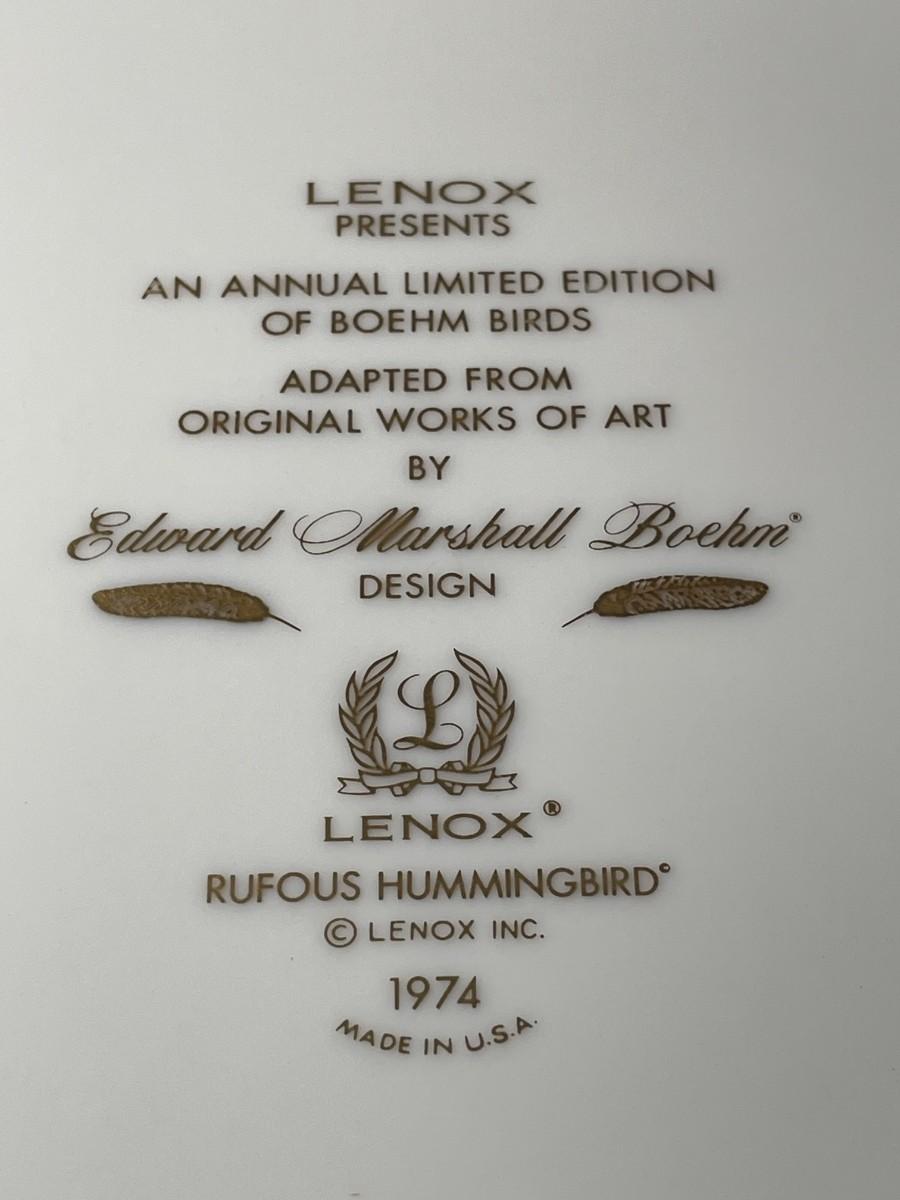 LENOX
PRESENTS
AN ANNUAL LIMITED EDITION
OF BOEHM BIRDS
ADAPTED FROM
ORIGINAL WORKS OF ART
BY
Edward Marshall Boehm®
DESIGN
L
LENOX®
RUFOUS HUMMINGBIRD©
© LENOX INC.
1974
MADE IN U.S.A.